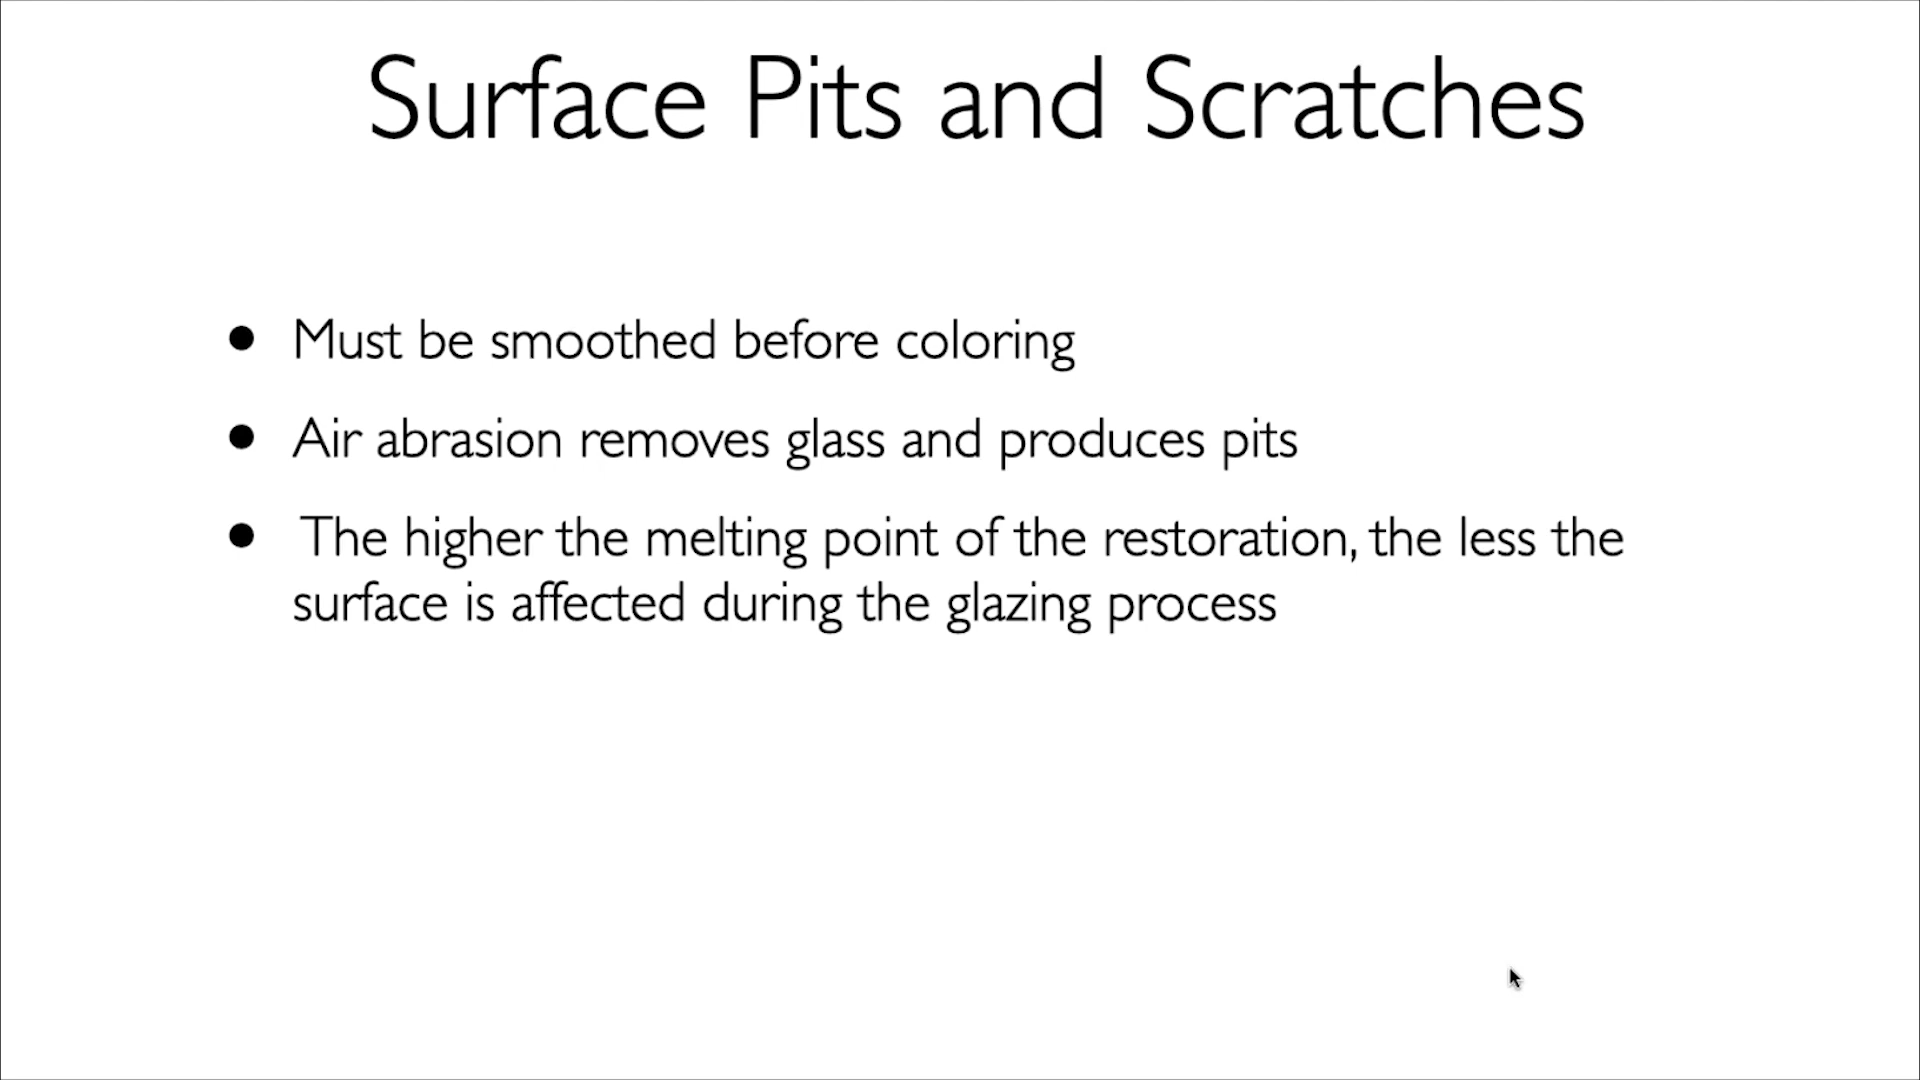 Surface Pits and Scratches
• Must be smoothed before coloring
• Air abrasion removes glass and produces pits
• The higher the melting point of the restoration, the less the
surface is affected during the glazing process